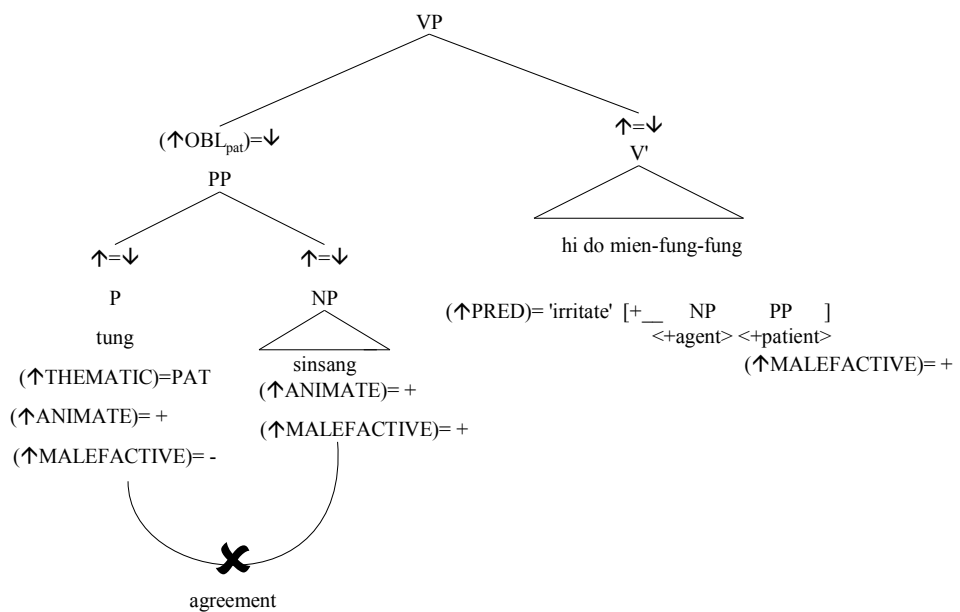 VP
(↑OBLpat)=↓ ↑=↓
V'
PP
hi do mien-fung-fung
↑=↓ ↑=↓
P NP (↑PRED)= 'irritate' [+__ NP PP ]
tung <+agent> <+patient>
sinsang (↑MALEFACTIVE)= +
(↑THEMATIC)=PAT (↑ANIMATE)= +
(↑ANIMATE)= + (↑MALEFACTIVE)= +
(↑MALEFACTIVE)= -
agreement